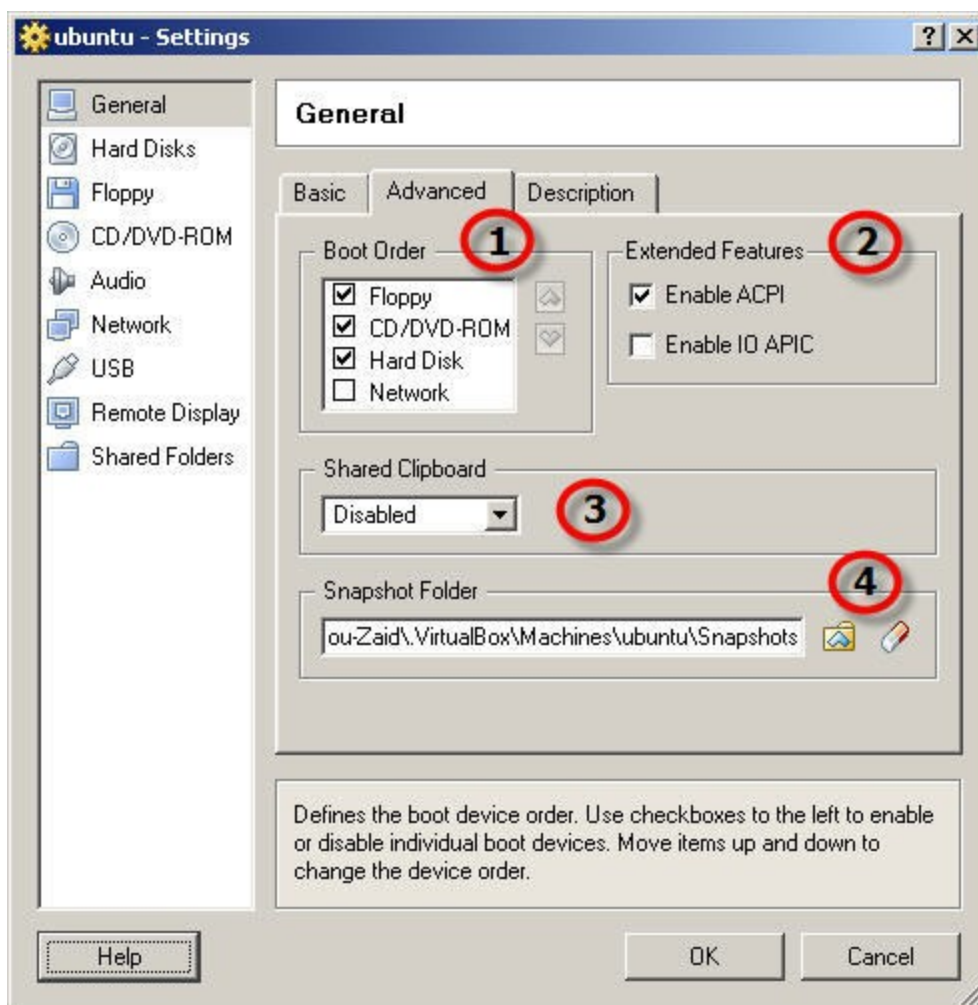 ubuntu - Settings
General
Hard Disks
Floppy
CD/DVD-ROM
Audio
Network
USB
Remote Display
Shared Folders
General
Basic
Advanced
Description
1
Boot Order
Floppy
CD/DVD-ROM
Hard Disk
Network
2
Extended Features
Enable ACPI
Enable IO APIC
Shared Clipboard
Disabled
3
Snapshot Folder
4
ou-Zaid\.VirtualBox\Machines\ubuntu\Snapshots
Defines the boot device order. Use checkboxes to the left to enable
or disable individual boot devices. Move items up and down to
change the device order.
Help
OK
Cancel